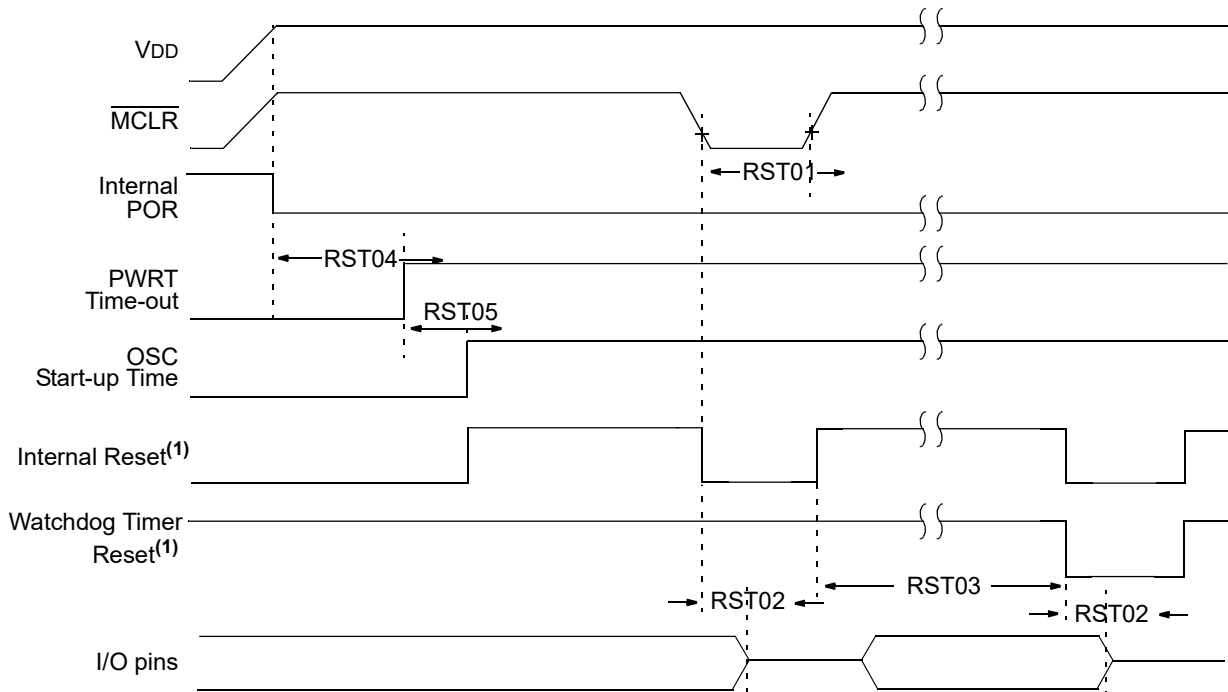 VDD
MCLR
RST01
Internal
POR
RST04
PWRT
Time-out
RST05
OSC
Start-up Time
Internal Reset(1)
Watchdog Timer
Reset(1)
RST02
RST03
RST02
I/O pins